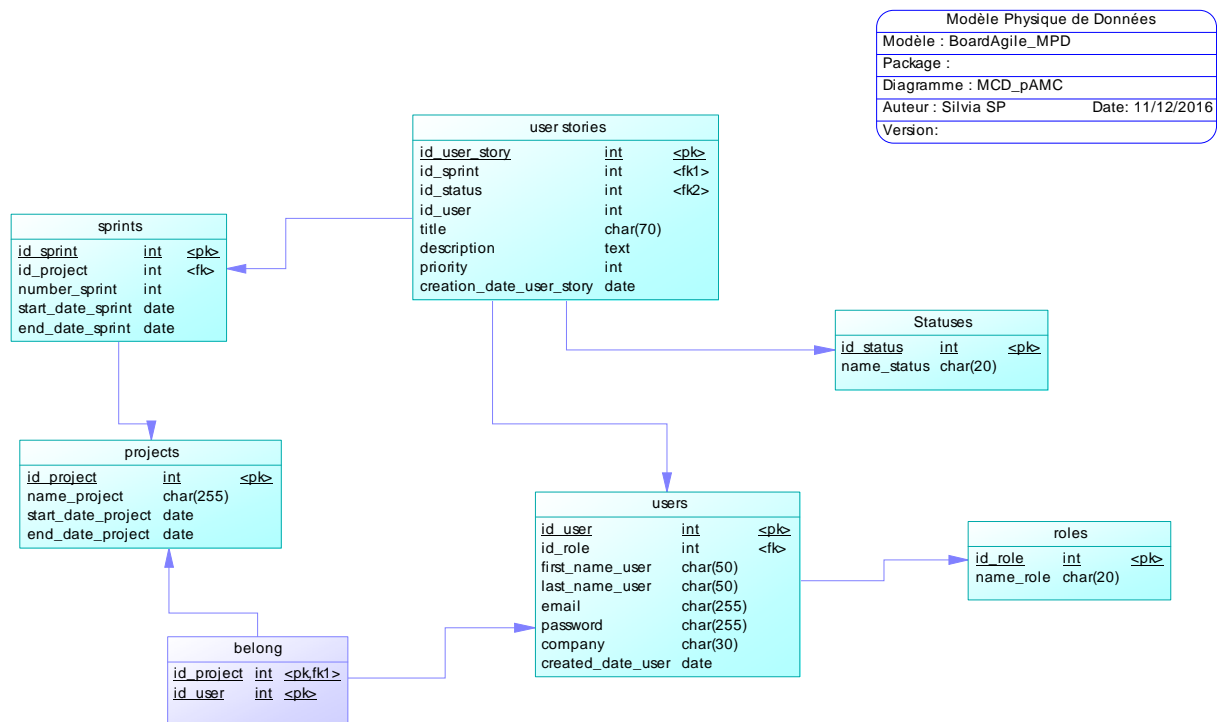 Modèle Physique de Données
Modèle : BoardAgile_MPD
Package :
Diagramme : MCD_pAMC
Auteur : Silvia SP Date: 11/12/2016
Version:
user stories
id_user_story int <pk>
id_sprint int <fk1>
id_status int <fk2>
id_user int
title char(70)
description text
priority int
creation_date_user_story date
sprints
id_sprint int <pk>
id_project int <fk>
number_sprint int
start_date_sprint date
end_date_sprint date
Statuses
id_status int <pk>
name_status char(20)
projects
id_project int <pk>
name_project char(255)
start_date_project date
end_date_project date
users
id_user int <pk>
id_role int <fk>
first_name_user char(50)
last_name_user char(50)
email char(255)
password char(255)
company char(30)
created_date_user date
roles
id_role int <pk>
name_role char(20)
belong
id_project int <pk,fk1>
id_user int <pk>